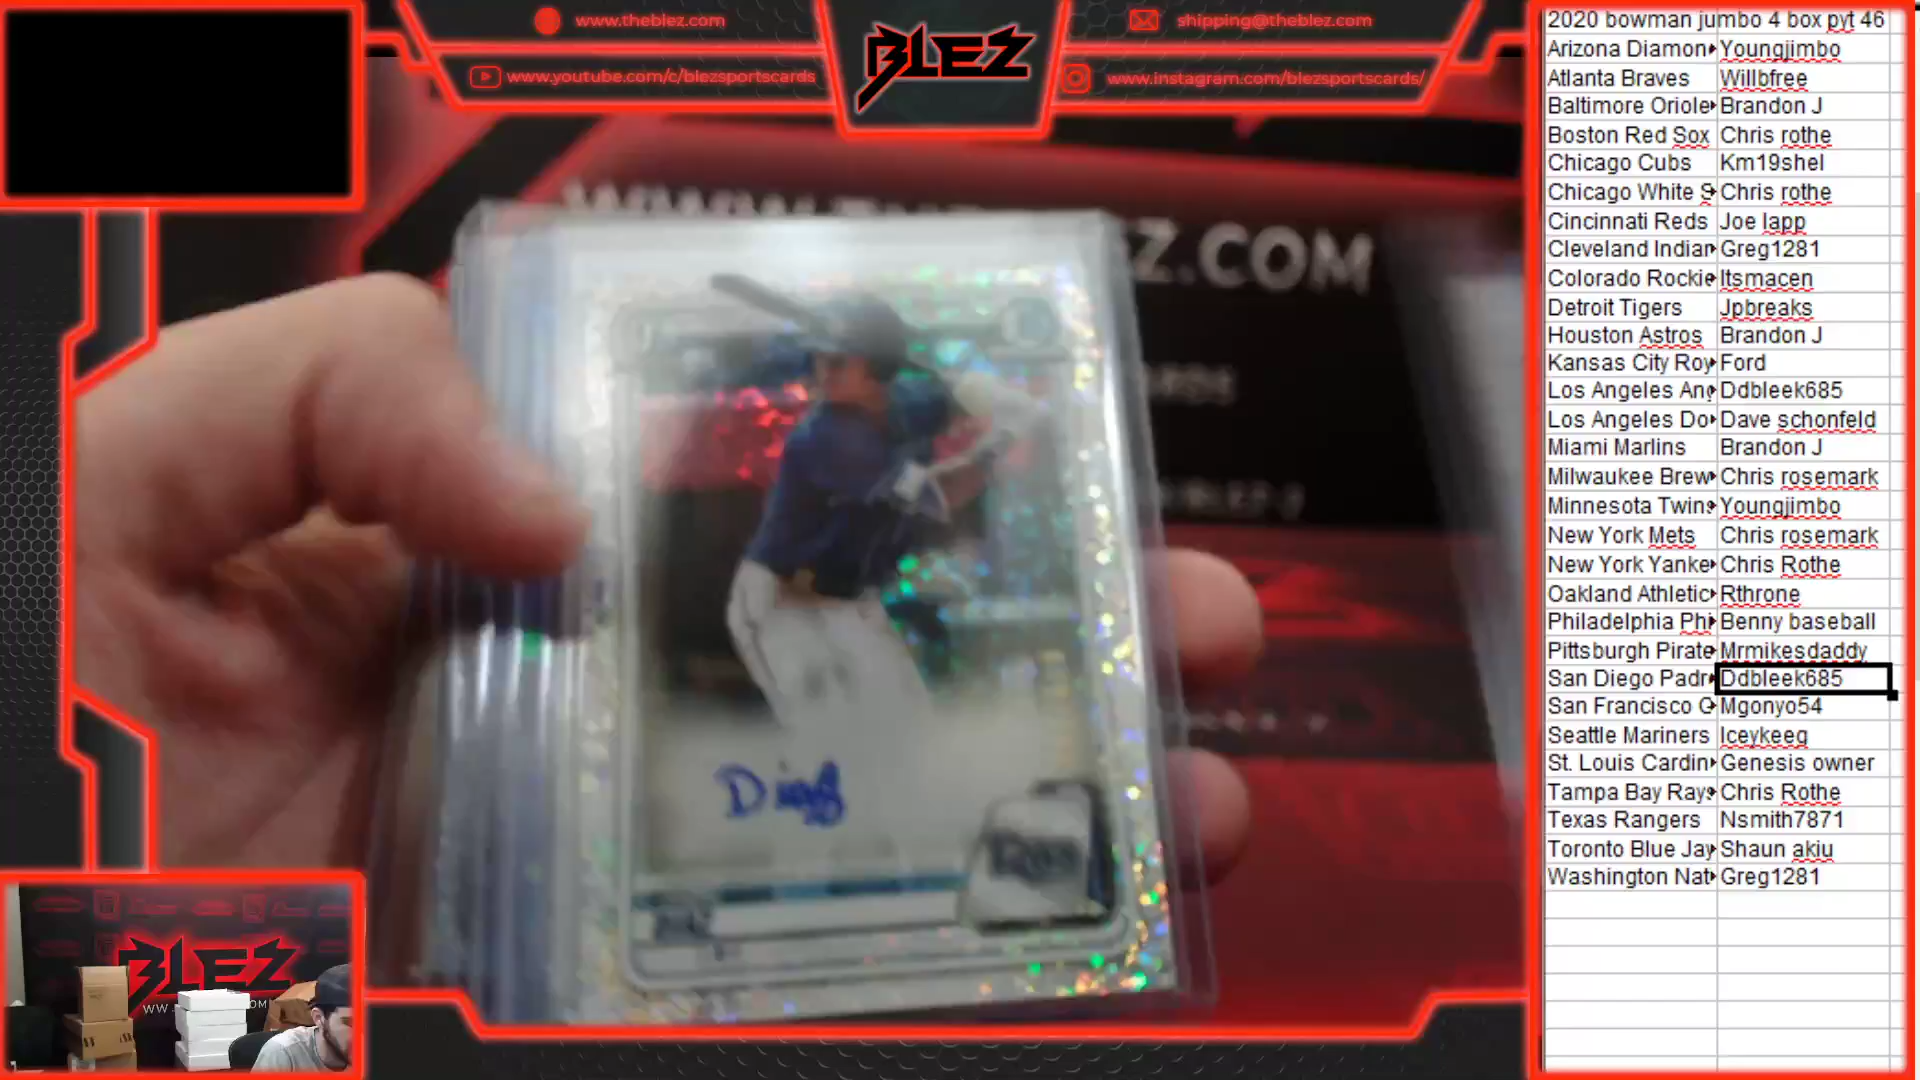 www.theblez.com
www.youtube.com/c/blezsportscards
BLEZ
shipping@theblez.com
www.instagram.com/blezsportscards/
2020 bowman jumbo 4 box pyt 46
Arizona Diamon Youngjimbo
Atlanta Braves Willbfree
Baltimore Oriole Brandon J
Boston Red Sox Chris rothe
Chicago Cubs Km19shel
Chicago White S Chris rothe
Cincinnati Reds Joe lapp
Cleveland Indian Greg1281
Colorado Rockie Itsmacen
Detroit Tigers Jpbreaks
Houston Astros Brandon J
Kansas City Roy Ford
Los Angeles Ang Ddbleek685
Los Angeles Do Dave schonfeld
Miami Marlins Brandon J
Milwaukee Brew Chris rosemark
Minnesota Twins Youngjimbo
New York Mets Chris rosemark
New York Yanke Chris Rothe
Oakland Athletic Rthrone
Philadelphia Phi Benny baseball
Pittsburgh Pirate Mrmikesdaddy
San Diego Padr Ddbleek685
San Francisco G Mgonyo54
Seattle Mariners Iceykeeg
St. Louis Cardin Genesis owner
Tampa Bay Rays Chris Rothe
Texas Rangers Nsmith7871
Toronto Blue Jay Shaun akiu
Washington Nat Greg1281
EZ.COM
BLEZ